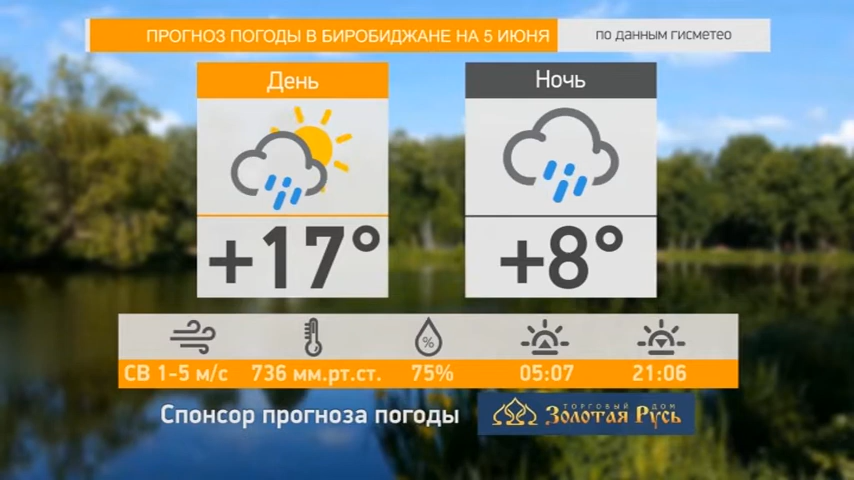 ПРОГНОЗ ПОГОДЫ В БИРОБИДЖАНЕ НА 5 ИЮНЯ
по данным гисметео
День
Ночь
+17°
+8°
%
СВ 1-5 м/с
736 мм.рт.ст.
75%
05:07
21:06
Спонсор прогноза погоды
ТОРГОВЫЙ ДОМ
Золотая Русь